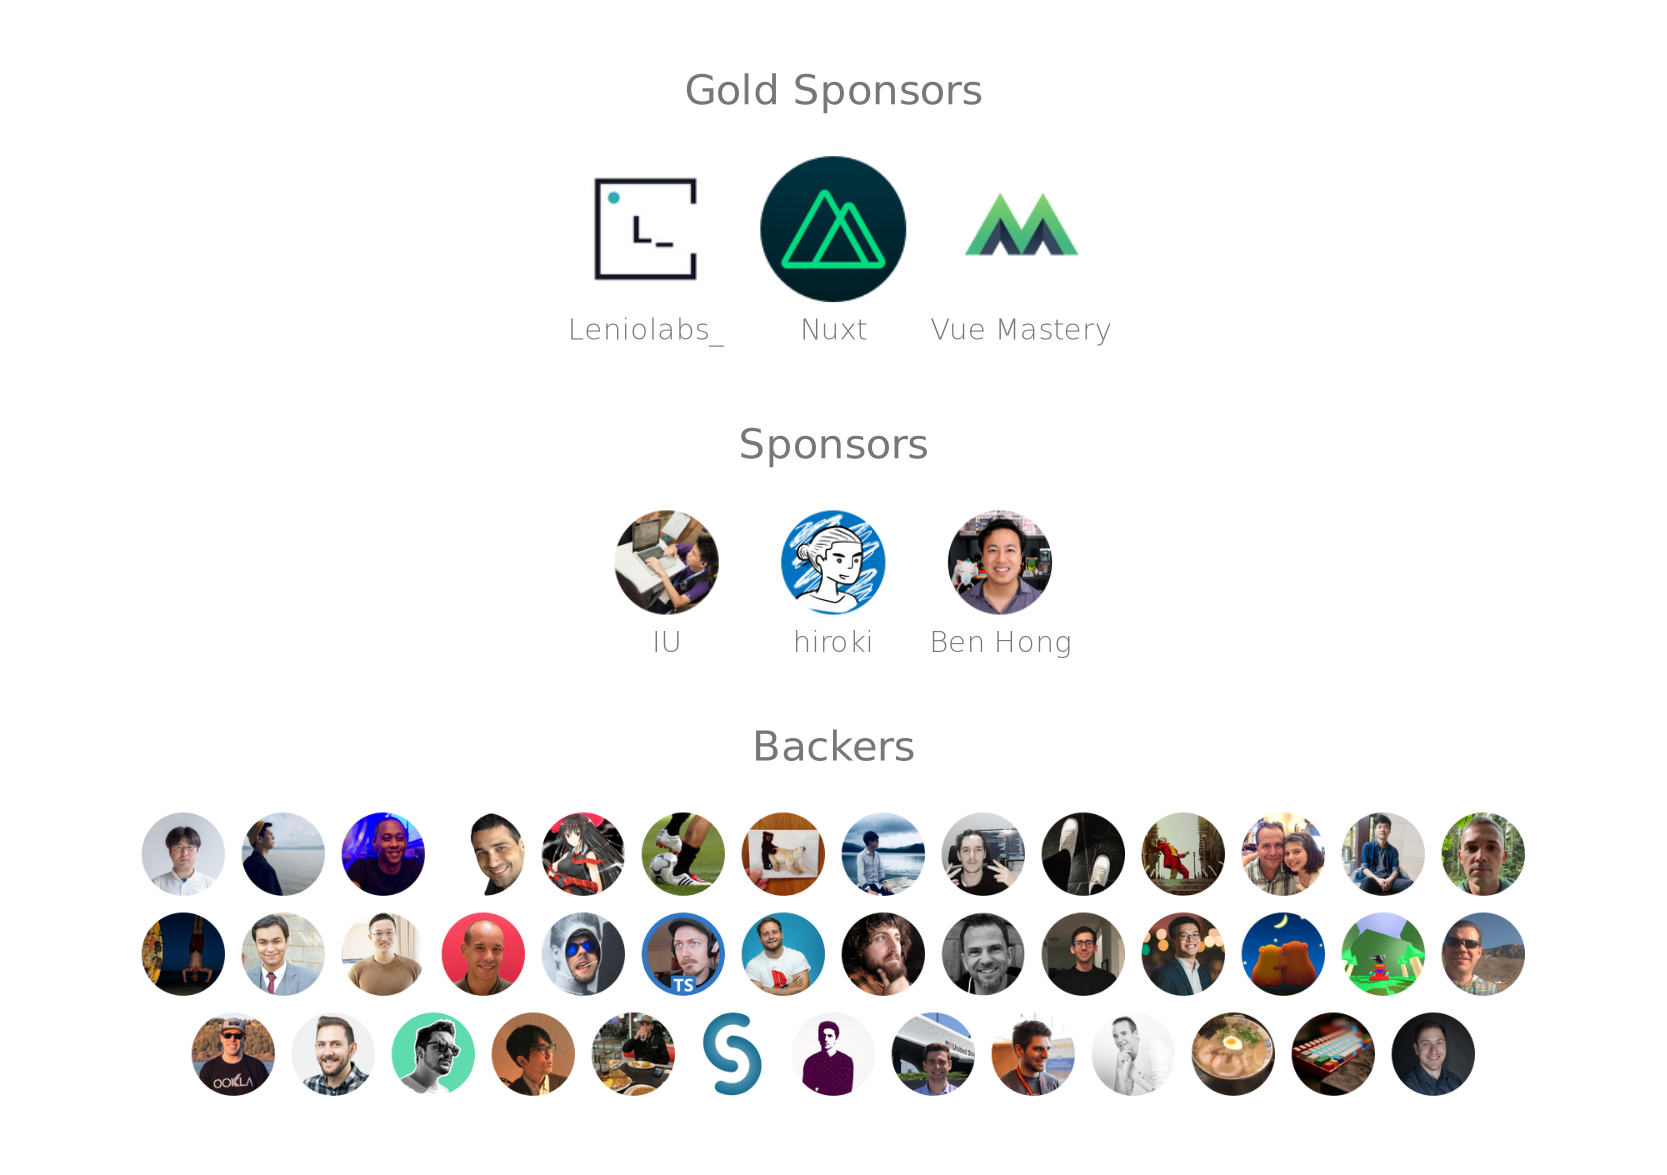 Gold Sponsors
L_
Leniolabs_
Nuxt
Vue Mastery
Sponsors
IU
hiroki
Ben Hong
Backers
TS
OOKLA
S